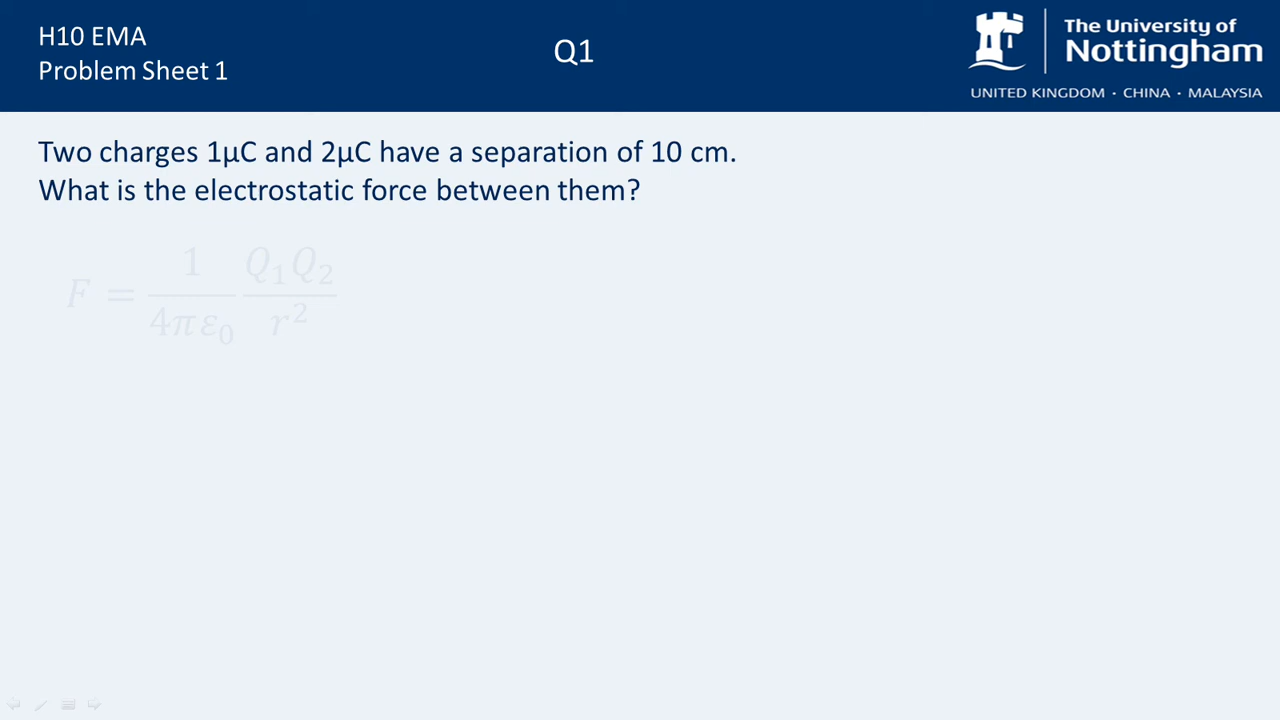 H10 EMA
Problem Sheet 1
Q1
The University of
Nottingham
UNITED KINGDOM · CHINA · MALAYSIA
Two charges 1μC and 2μC have a separation of 10 cm.
What is the electrostatic force between them?
F = 1/(4πε₀) Q₁Q₂/r²